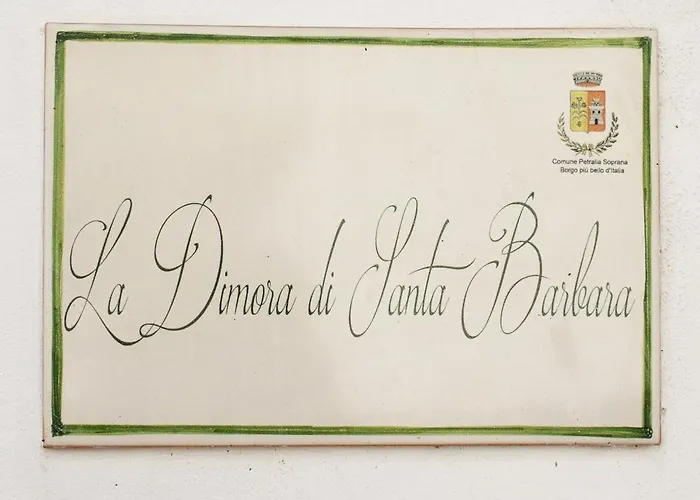 Comune Petralia Soprana
Borgo più bello d'Italia
La Dimora di Santa Barbara